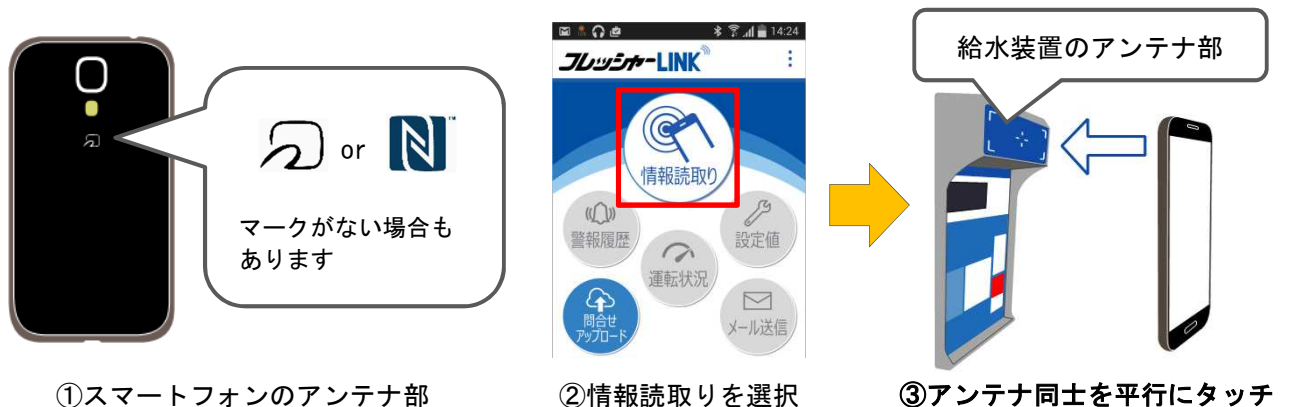 or
マークがない場合も
あります
①スマートフォンのアンテナ部
14:24
フレッシャーLINK
情報読取り
警報履歴
設定値
運転状況
問合せ
アップロード
メール送信
②情報読取りを選択
給水装置のアンテナ部
③アンテナ同士を平行にタッチ